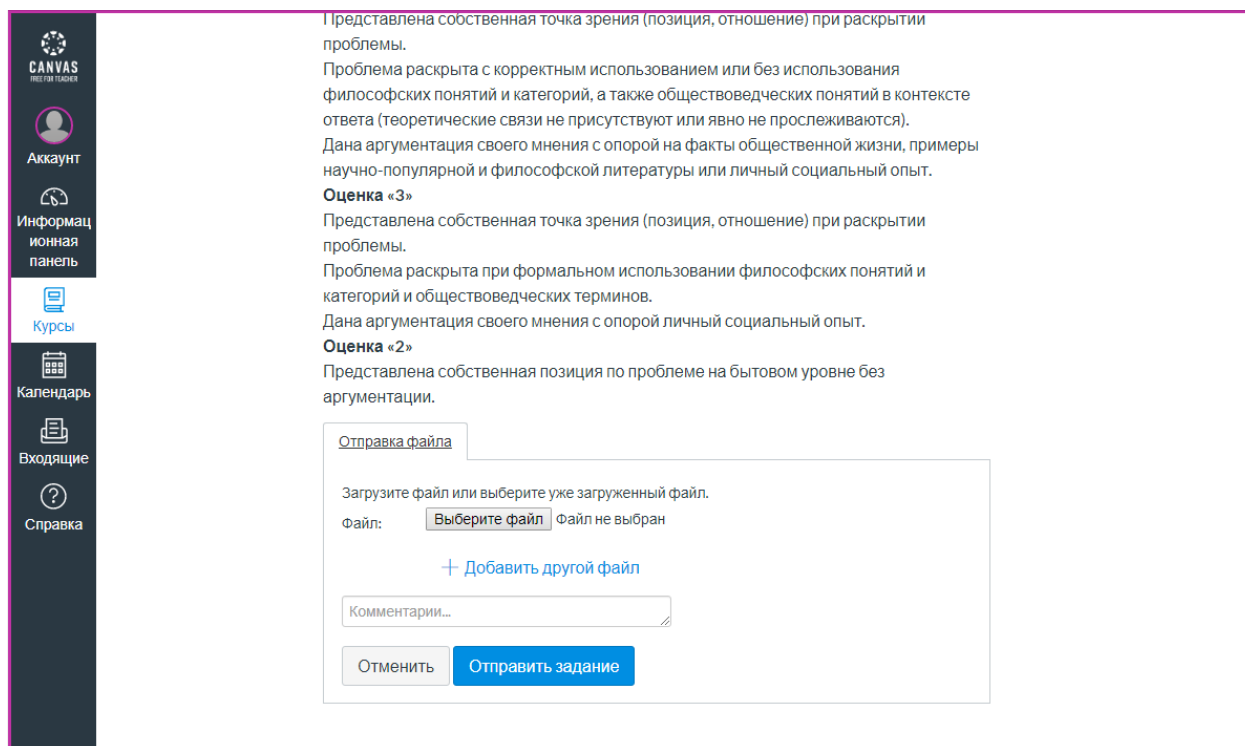 CANVAS
FREE FOR TEACHER
Аккаунт
Информац
ионная
панель
Курсы
Календарь
Входящие
Справка
Представлена собственная точка зрения (позиция, отношение) при раскрытии
проблемы.
Проблема раскрыта с корректным использованием или без использования
философских понятий и категорий, а также обществоведческих понятий в контексте
ответа (теоретические связи не присутствуют или явно не прослеживаются).
Дана аргументация своего мнения с опорой на факты общественной жизни, примеры
научно-популярной и философской литературы или личный социальный опыт.
Оценка «3»
Представлена собственная точка зрения (позиция, отношение) при раскрытии
проблемы.
Проблема раскрыта при формальном использовании философских понятий и
категорий и обществоведческих терминов.
Дана аргументация своего мнения с опорой личный социальный опыт.
Оценка «2»
Представлена собственная позиция по проблеме на бытовом уровне без
аргументации.
Отправка файла
Загрузите файл или выберите уже загруженный файл.
Файл: Выберите файл Файл не выбран
+ Добавить другой файл
Комментарии...
Отменить Отправить задание